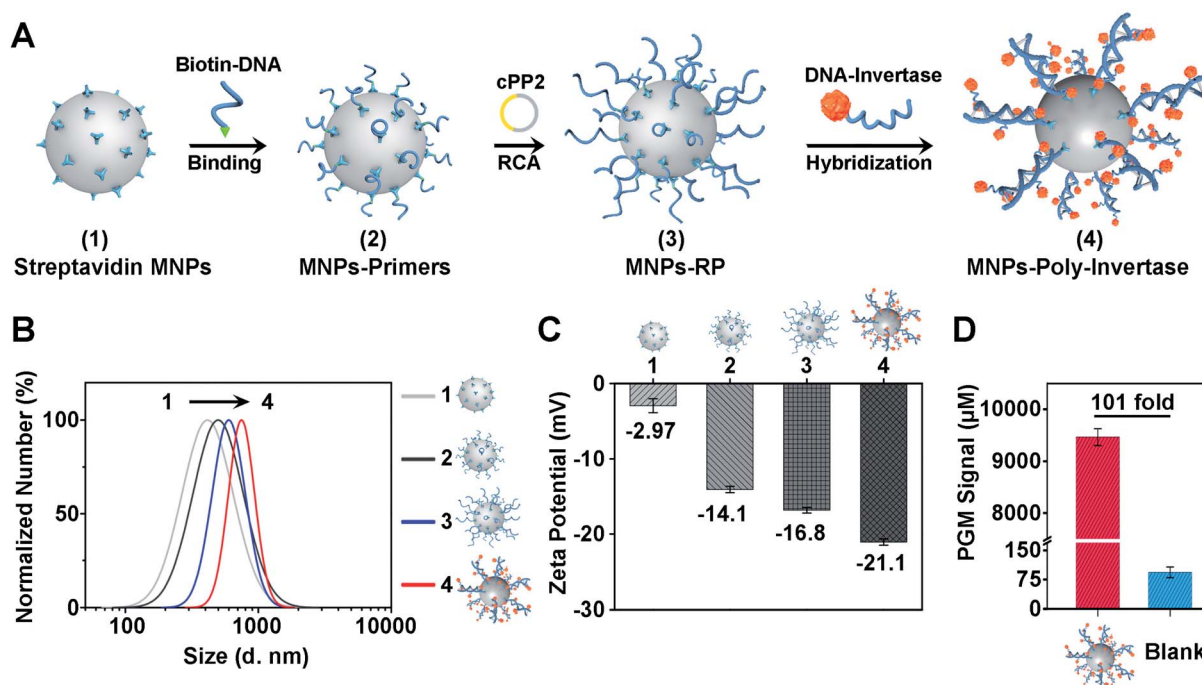 A
Biotin-DNA
Binding
cPP2
RCA
DNA-Invertase
Hybridization
(1)
Streptavidin MNPs
(2)
MNPs-Primers
(3)
MNPs-RP
(4)
MNPs-Poly-Invertase
B
Normalized Number (%)
100
50
0
1
4
100
1000
10000
Size (d. nm)
1
2
3
4
C
1
2
3
4
Zeta Potential (mV)
0
-10
-20
-30
-2.97
-14.1
-16.8
-21.1
D
PGM Signal (μM)
10000
9000
8000
150
75
0
101 fold
Blank